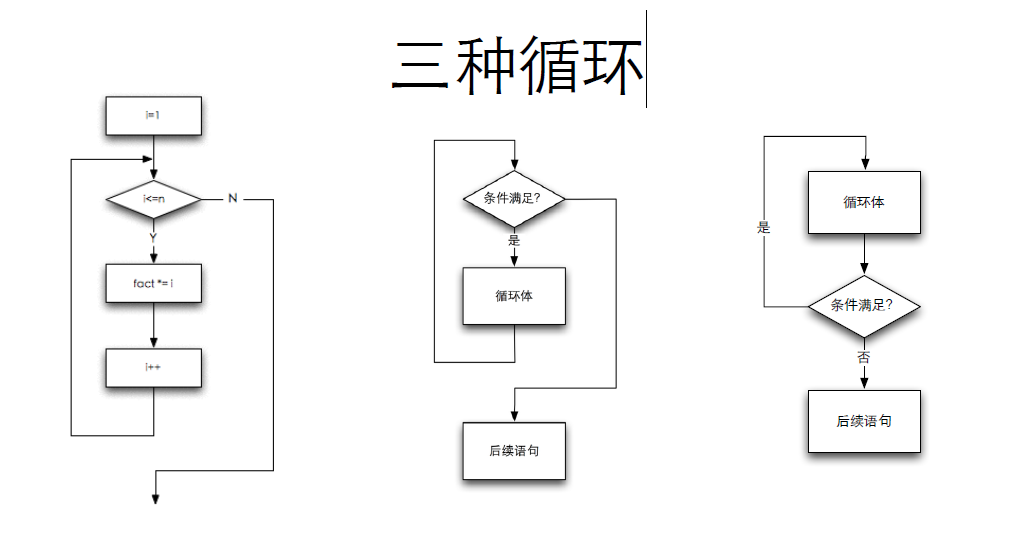 三种循环
i=1
i<=n
N
Y
fact *= i
i++
条件满足?
是
循环体
后续语句
循环体
是
条件满足?
否
后续语句